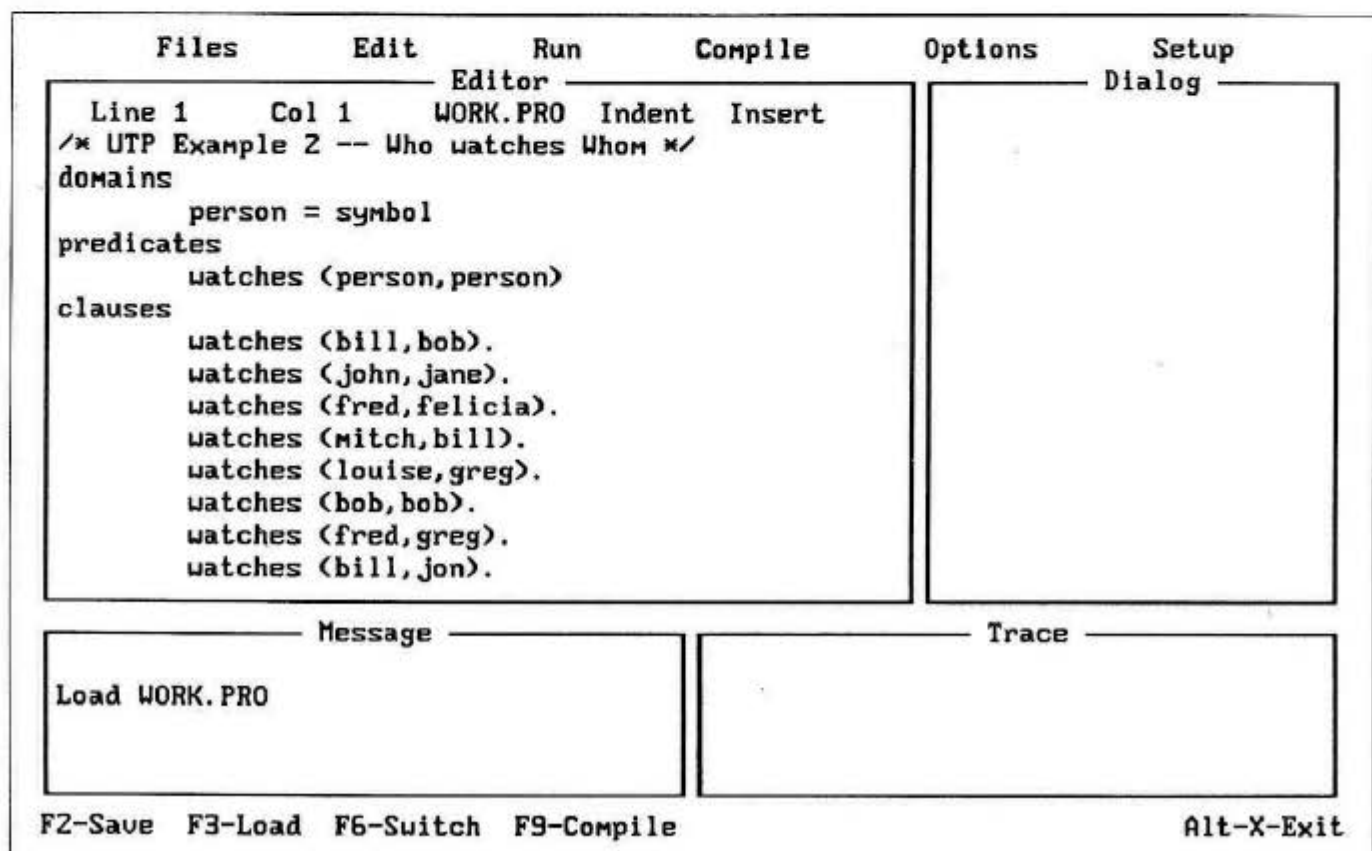 Files Edit Run Compile Options Setup
Editor
Line 1 Col 1 WORK.PRO Indent Insert
/* UTP Example 2 -- Who watches Whom */
domains
person = symbol
predicates
watches (person,person)
clauses
watches (bill,bob).
watches (john,jane).
watches (fred,felicia).
watches (mitch,bill).
watches (louise,greg).
watches (bob,bob).
watches (fred,greg).
watches (bill,jon).
Dialog
Message
Load WORK.PRO
Trace
F2-Save F3-Load F6-Switch F9-Compile Alt-X-Exit